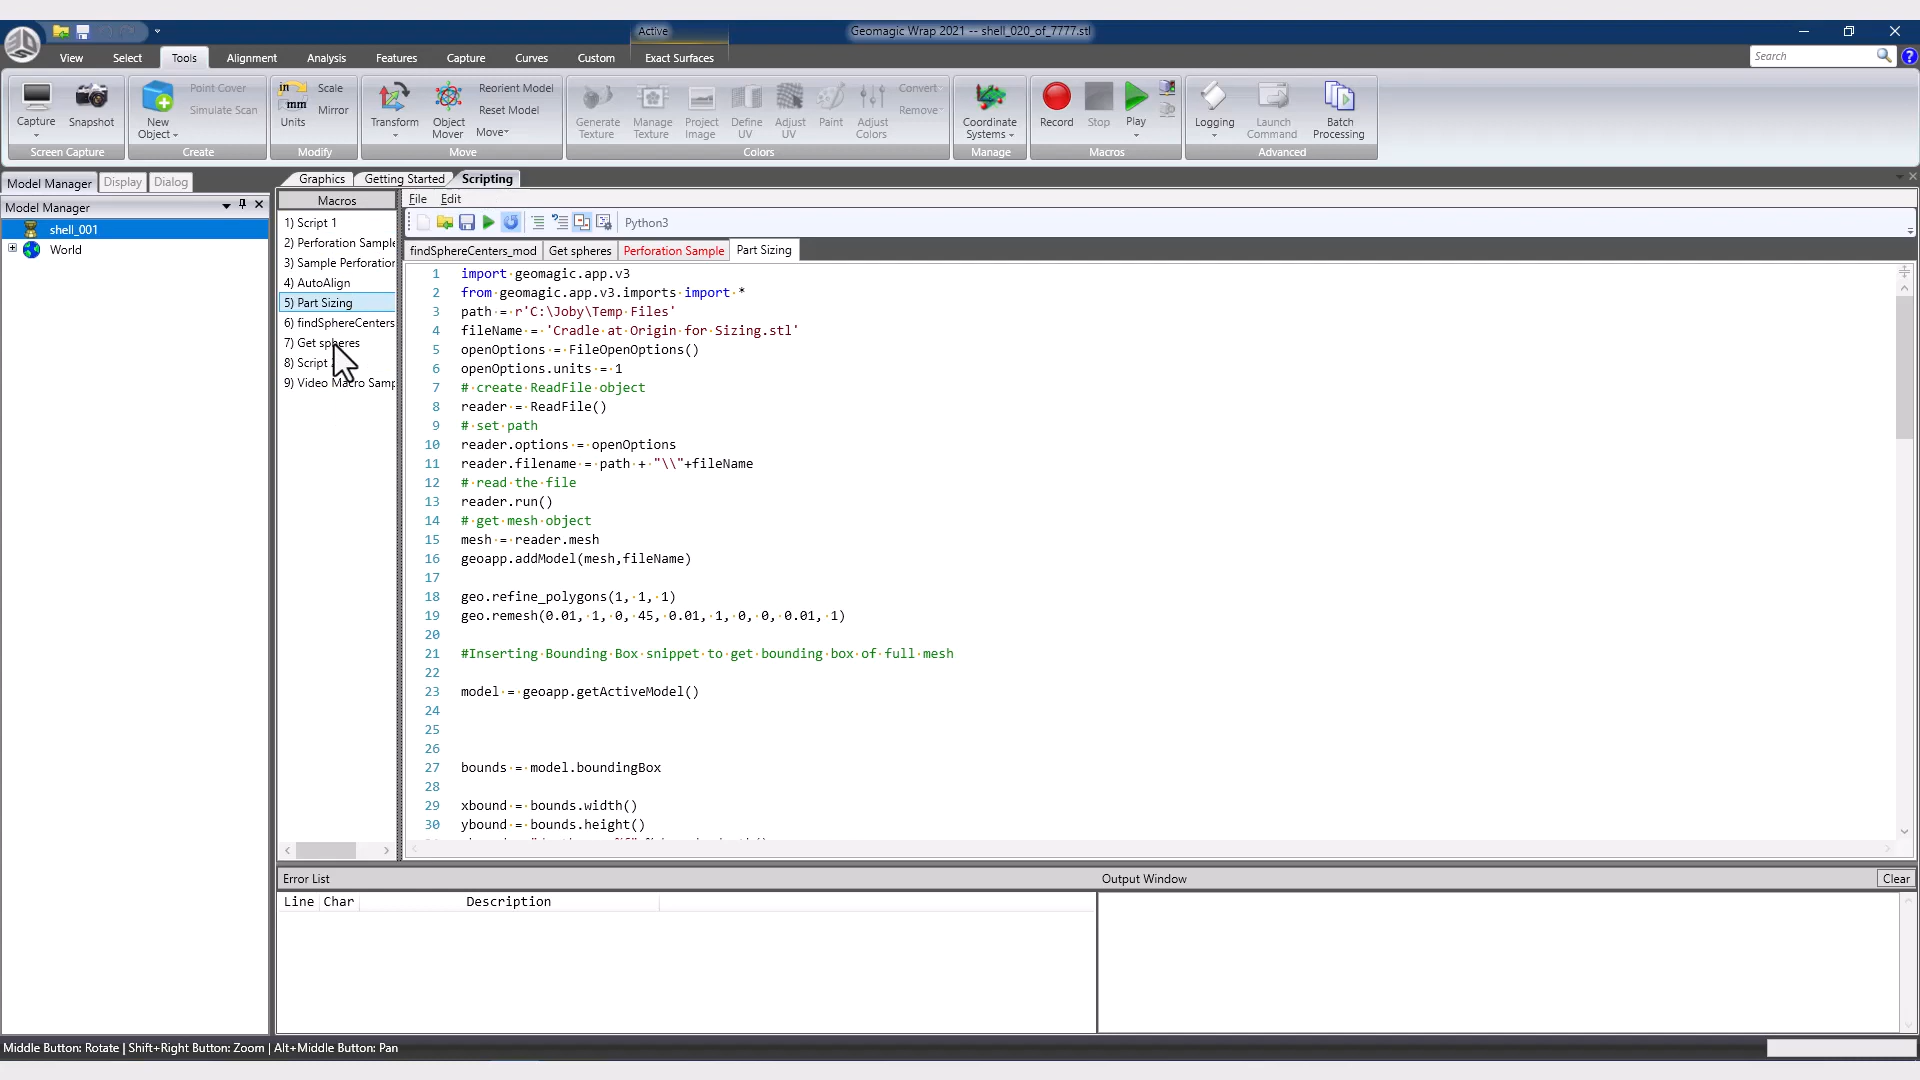 Active
Geomagic Wrap 2021 -- shell_020_of_7777.stl
View Select Tools Alignment Analysis Features Capture Curves Custom Exact Surfaces
Search
Capture Snapshot
Screen Capture
New Object
Point Cover
Simulate Scan
Create
in mm
Units
Scale
Mirror
Modify
Transform
Object Mover
Reorient Model
Reset Model
Move
Move
Generate Texture
Manage Texture
Project Image
Define UV
Adjust UV
Paint
Adjust Colors
Convert
Remove
Colors
Coordinate Systems
Manage
Record Stop Play
Macros
Logging
Launch Command
Batch Processing
Advanced
Model Manager Display Dialog
Model Manager
shell_001
World
Graphics Getting Started Scripting
Macros
1) Script 1
2) Perforation Sample
3) Sample Perforation
4) AutoAlign
5) Part Sizing
6) findSphereCenters
7) Get spheres
8) Script
9) Video Macro Samp
File Edit
Python3
findSphereCenters_mod Get spheres Perforation Sample Part Sizing
1 import geomagic.app.v3
2 from geomagic.app.v3.imports import *
3 path = r'C:\Joby\Temp Files'
4 fileName = 'Cradle at Origin for Sizing.stl'
5 openOptions = FileOpenOptions()
6 openOptions.units = 1
7 # create ReadFile object
8 reader = ReadFile()
9 # set path
10 reader.options = openOptions
11 reader.filename = path + "\\"+fileName
12 # read the file
13 reader.run()
14 # get mesh object
15 mesh = reader.mesh
16 geoapp.addModel(mesh,fileName)
17
18 geo.refine_polygons(1, 1, 1)
19 geo.remesh(0.01, 1, 0, 45, 0.01, 1, 0, 0, 0.01, 1)
20
21 #Inserting Bounding Box snippet to get bounding box of full mesh
22
23 model = geoapp.getActiveModel()
24
25
26
27 bounds = model.boundingBox
28
29 xbound = bounds.width()
30 ybound = bounds.height()
Error List
Line Char Description
Output Window
Clear
Middle Button: Rotate | Shift+Right Button: Zoom | Alt+Middle Button: Pan